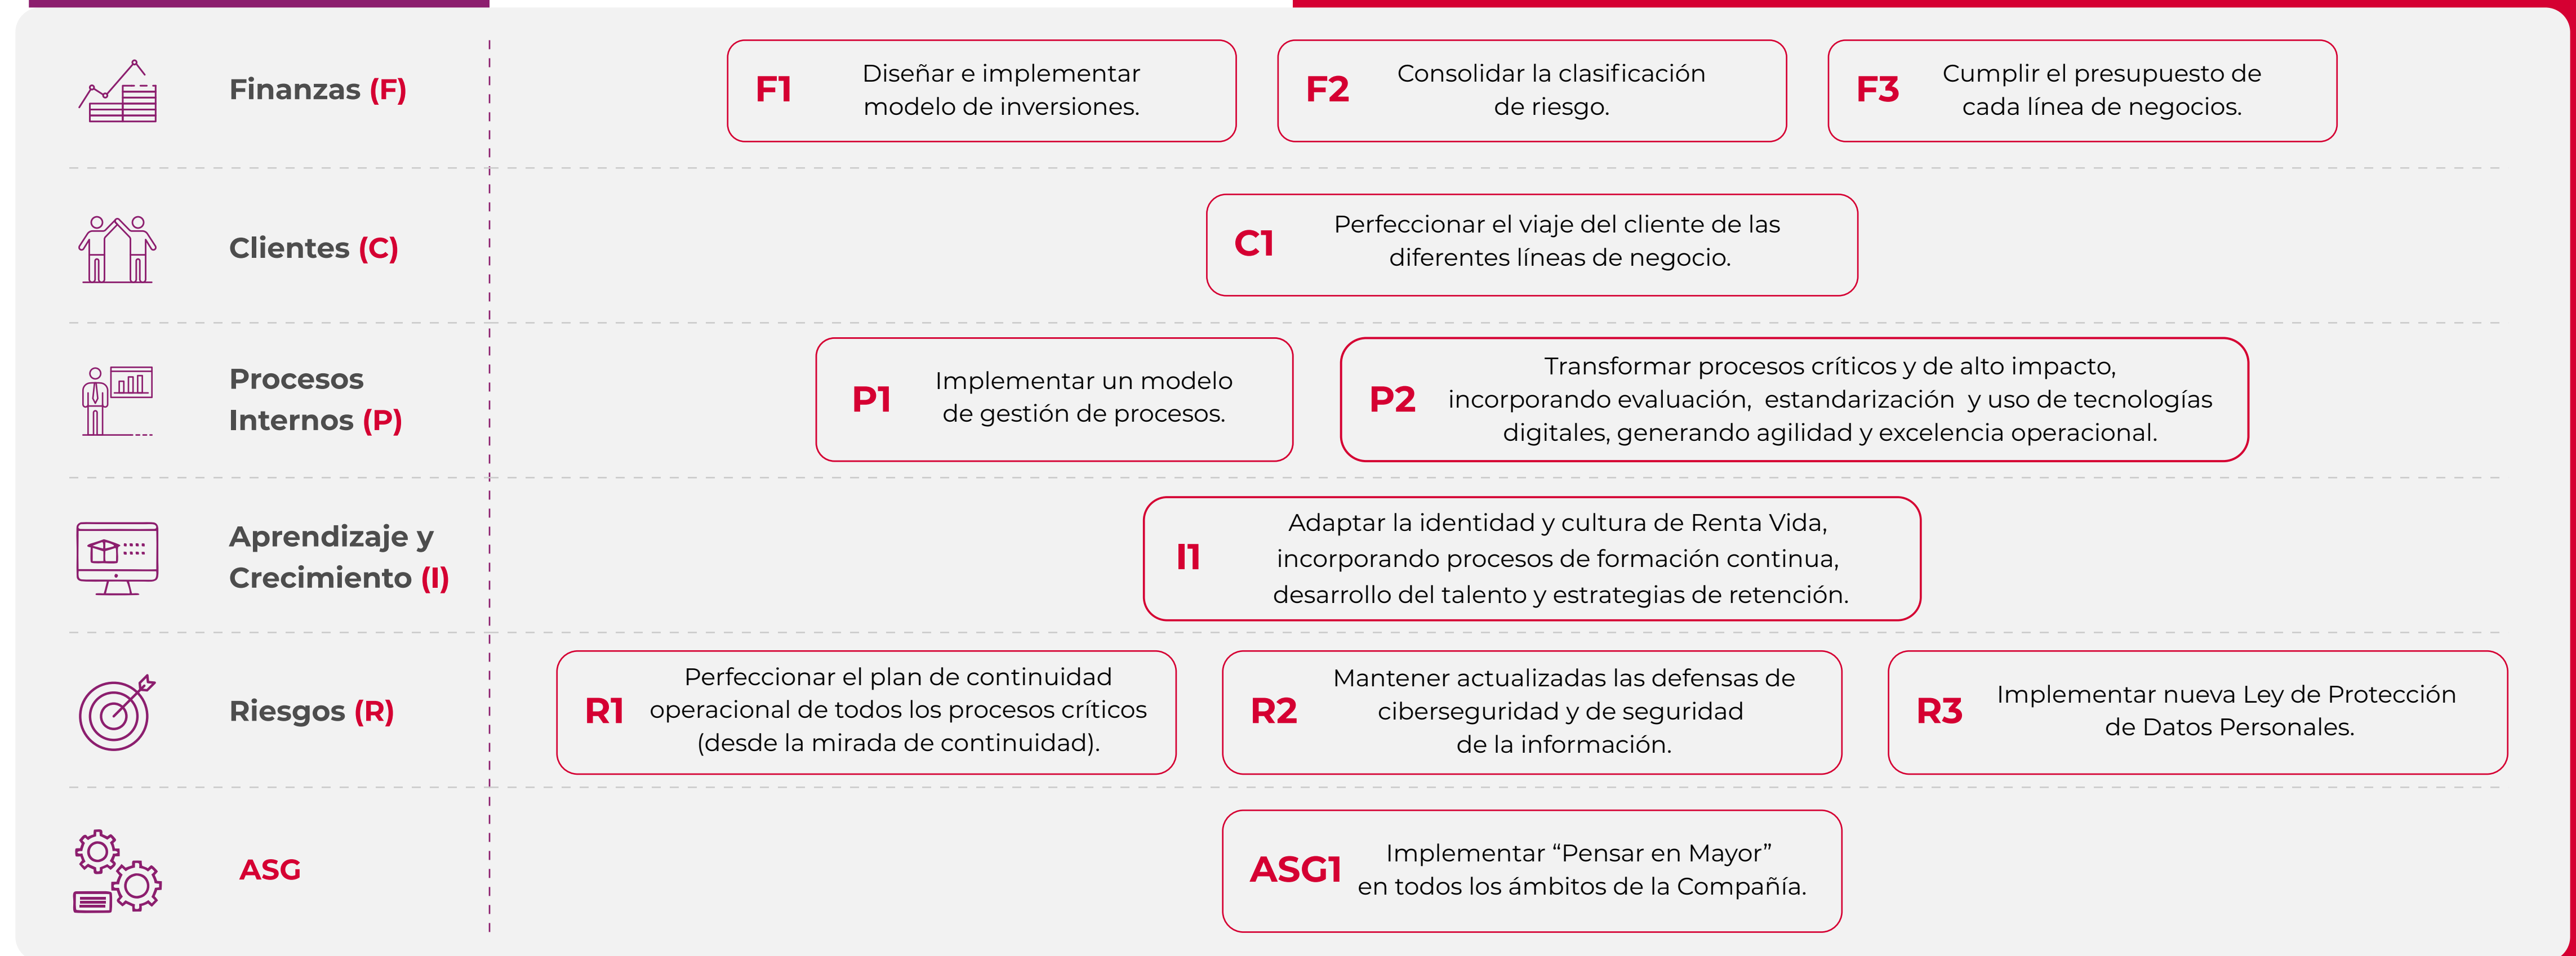 Finanzas (F)
F1
Diseñar e implementar
modelo de inversiones.
F2
Consolidar la clasificación
de riesgo.
F3
Cumplir el presupuesto de
cada línea de negocios.
Clientes (C)
C1
Perfeccionar el viaje del cliente de las
diferentes líneas de negocio.
Procesos
Internos (P)
P1
Implementar un modelo
de gestión de procesos.
P2
Transformar procesos críticos y de alto impacto,
incorporando evaluación, estandarización y uso de tecnologías
digitales, generando agilidad y excelencia operacional.
Aprendizaje y
Crecimiento (I)
I1
Adaptar la identidad y cultura de Renta Vida,
incorporando procesos de formación continua,
desarrollo del talento y estrategias de retención.
Riesgos (R)
R1
Perfeccionar el plan de continuidad
operacional de todos los procesos críticos
(desde la mirada de continuidad).
R2
Mantener actualizadas las defensas de
ciberseguridad y de seguridad
de la información.
R3
Implementar nueva Ley de Protección
de Datos Personales.
ASG
ASG1
Implementar “Pensar en Mayor”
en todos los ámbitos de la Compañía.